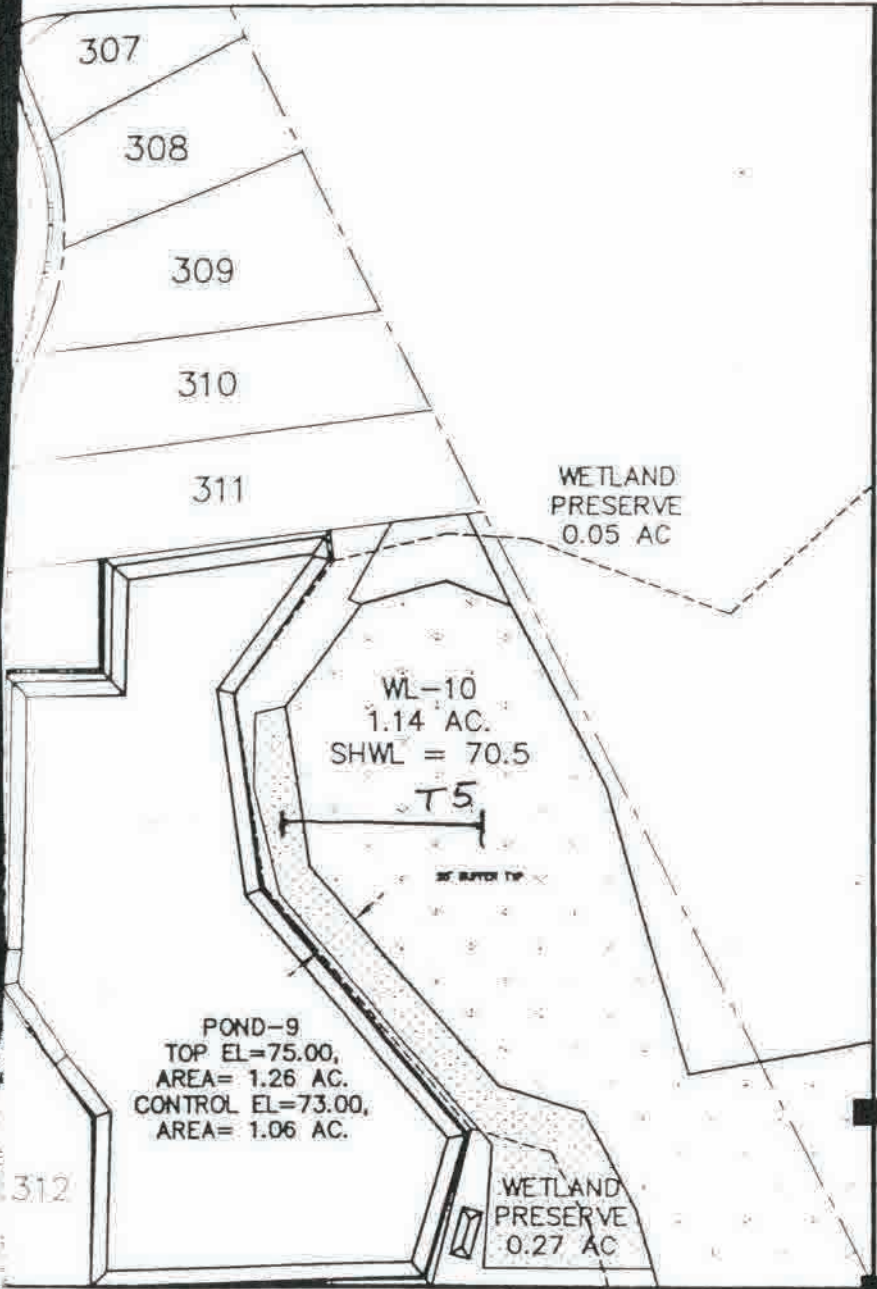 307
308
309
310
311
WETLAND
PRESERVE
0.05 AC
WL-10
1.14 AC.
SHWL = 70.5
T5
BUFFER TYP
POND-9
TOP EL=75.00,
AREA= 1.26 AC.
CONTROL EL=73.00,
AREA= 1.06 AC.
312
WETLAND
PRESERVE
0.27 AC